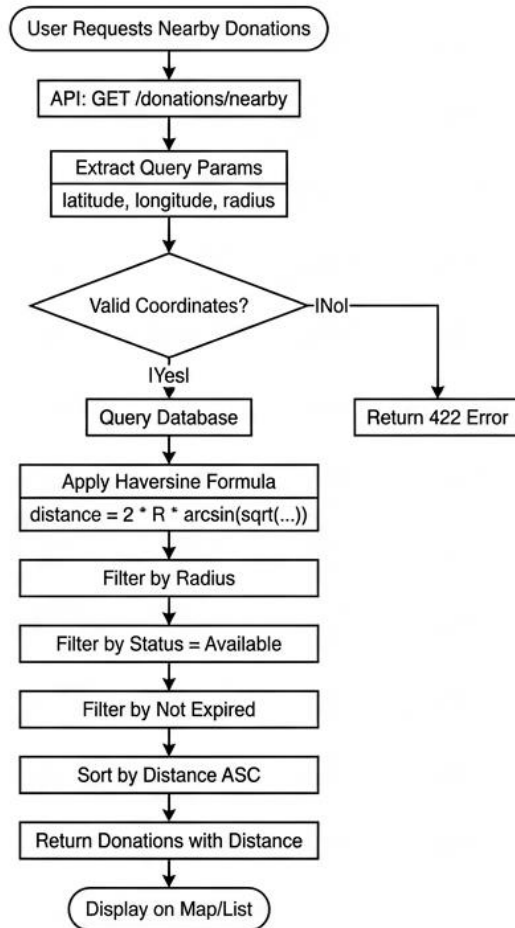 User Requests Nearby Donations
API: GET /donations/nearby
Extract Query Params
latitude, longitude, radius
Valid Coordinates?
|No|
|Yes|
Query Database
Return 422 Error
Apply Haversine Formula
distance = 2 * R * arcsin(sqrt(...))
Filter by Radius
Filter by Status = Available
Filter by Not Expired
Sort by Distance ASC
Return Donations with Distance
Display on Map/List